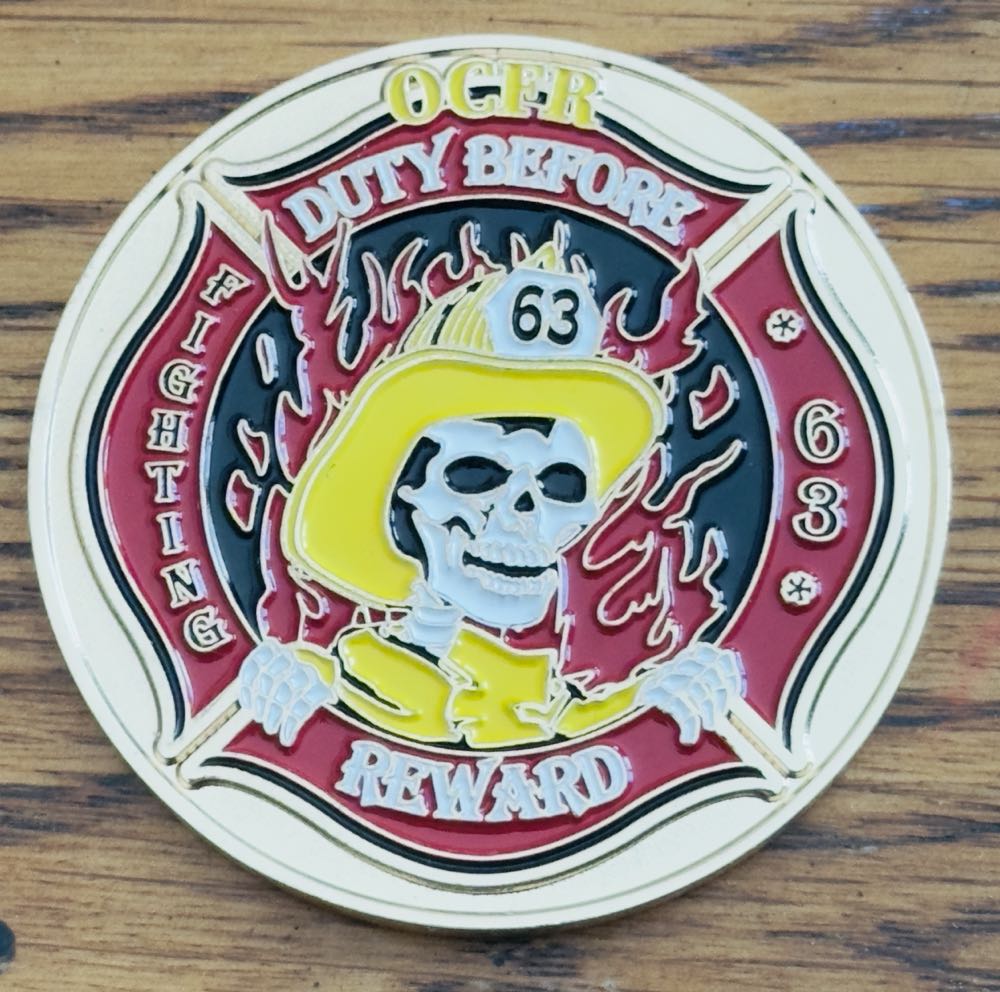 OCFR
DUTY BEFORE
FIGHTING
63
* 63 *
REWARD